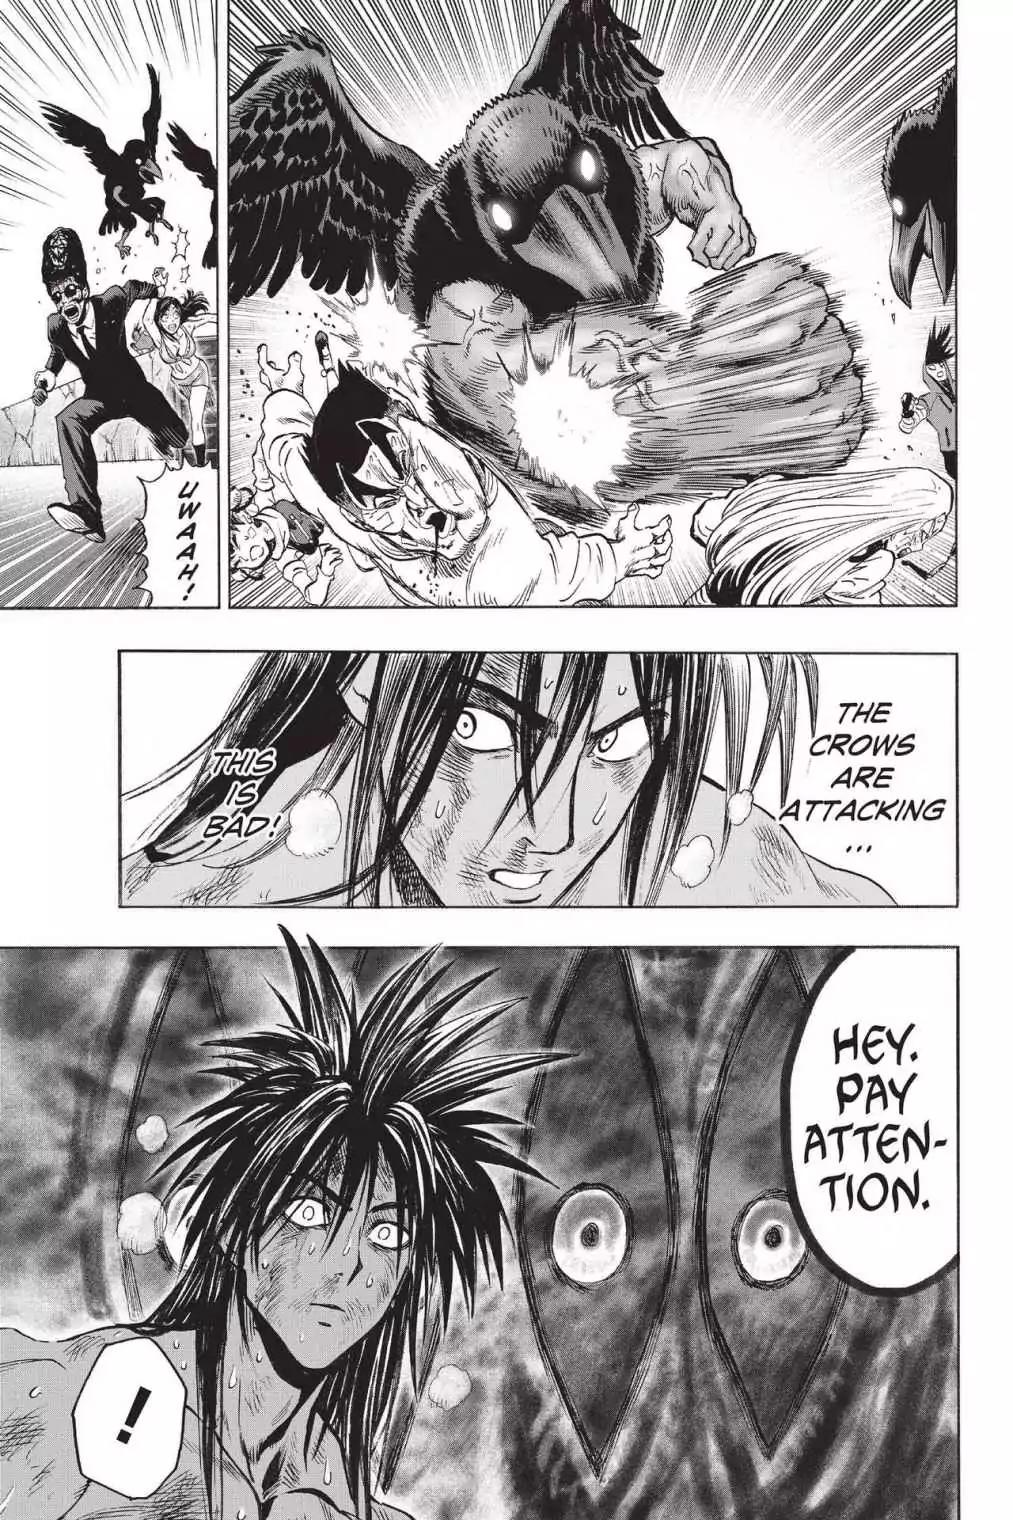 UWAAH!
THE
CROWS
ARE
ATTACKING
...
THIS
IS
BAD!
HEY.
PAY
ATTEN-
TION.
!